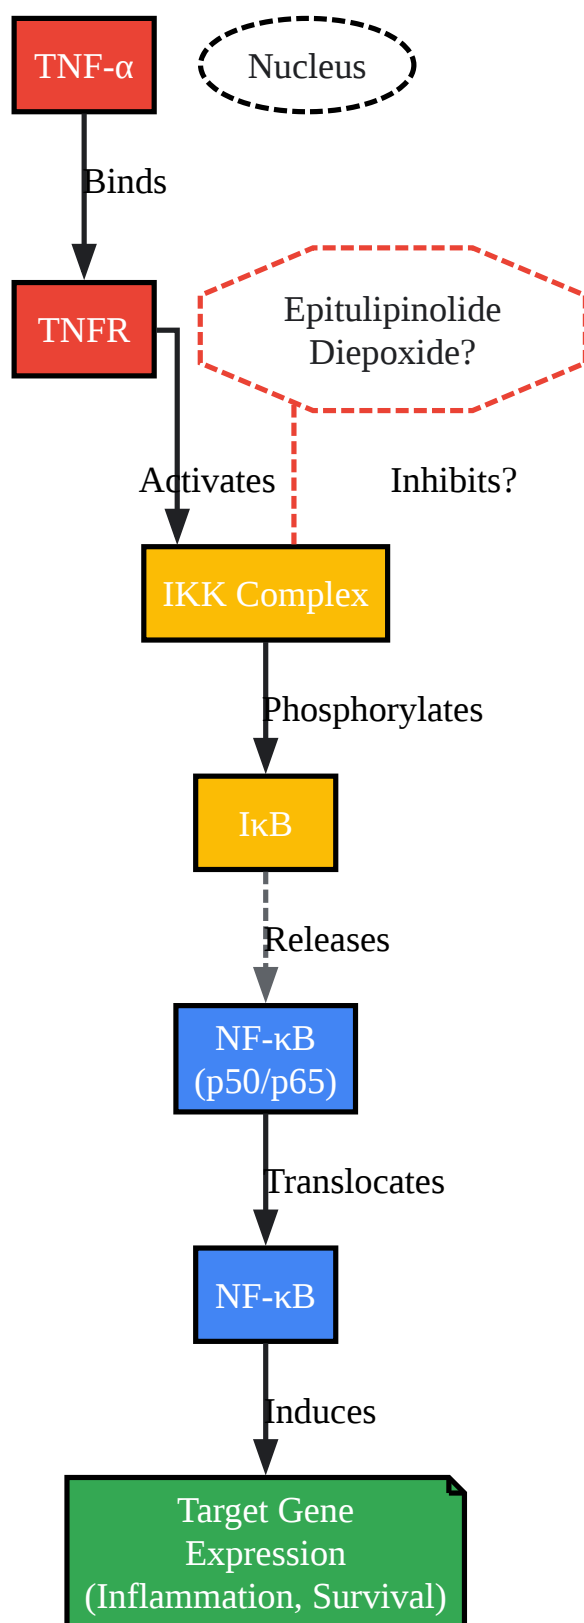 TNF-α
Nucleus
Binds
TNFR
Epitulipinolide
Diepoxide?
Activates
Inhibits?
IKK Complex
Phosphorylates
IκB
Releases
NF-κB
(p50/p65)
Translocates
NF-κB
Induces
Target Gene
Expression
(Inflammation, Survival)